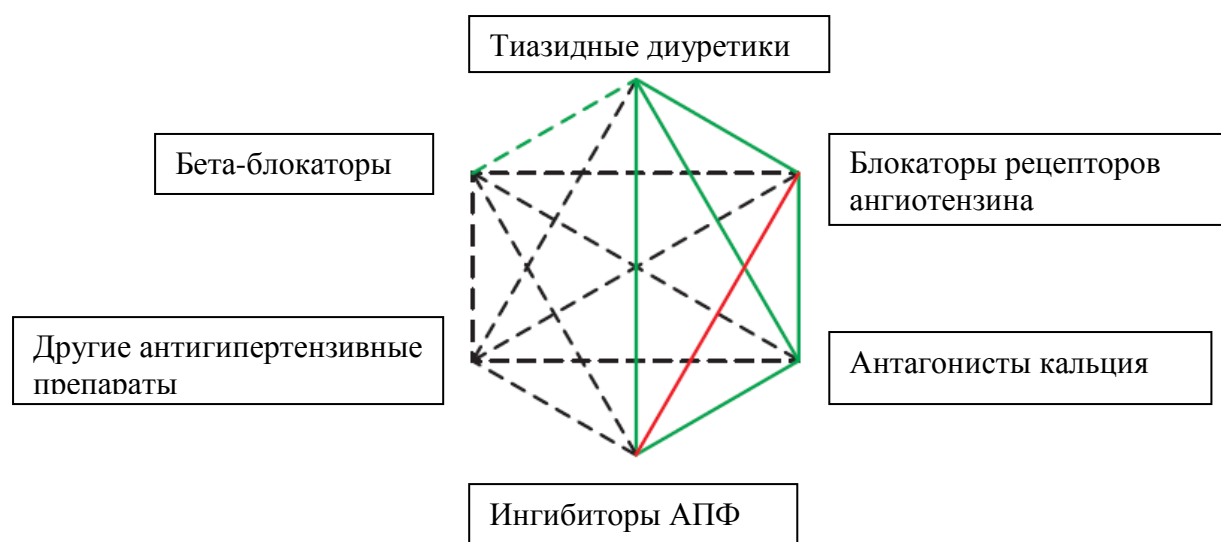 Тиазидные диуретики
Бета-блокаторы
Блокаторы рецепторов
ангиотензина
Другие антигипертензивные
препараты
Антагонисты кальция
Ингибиторы АПФ